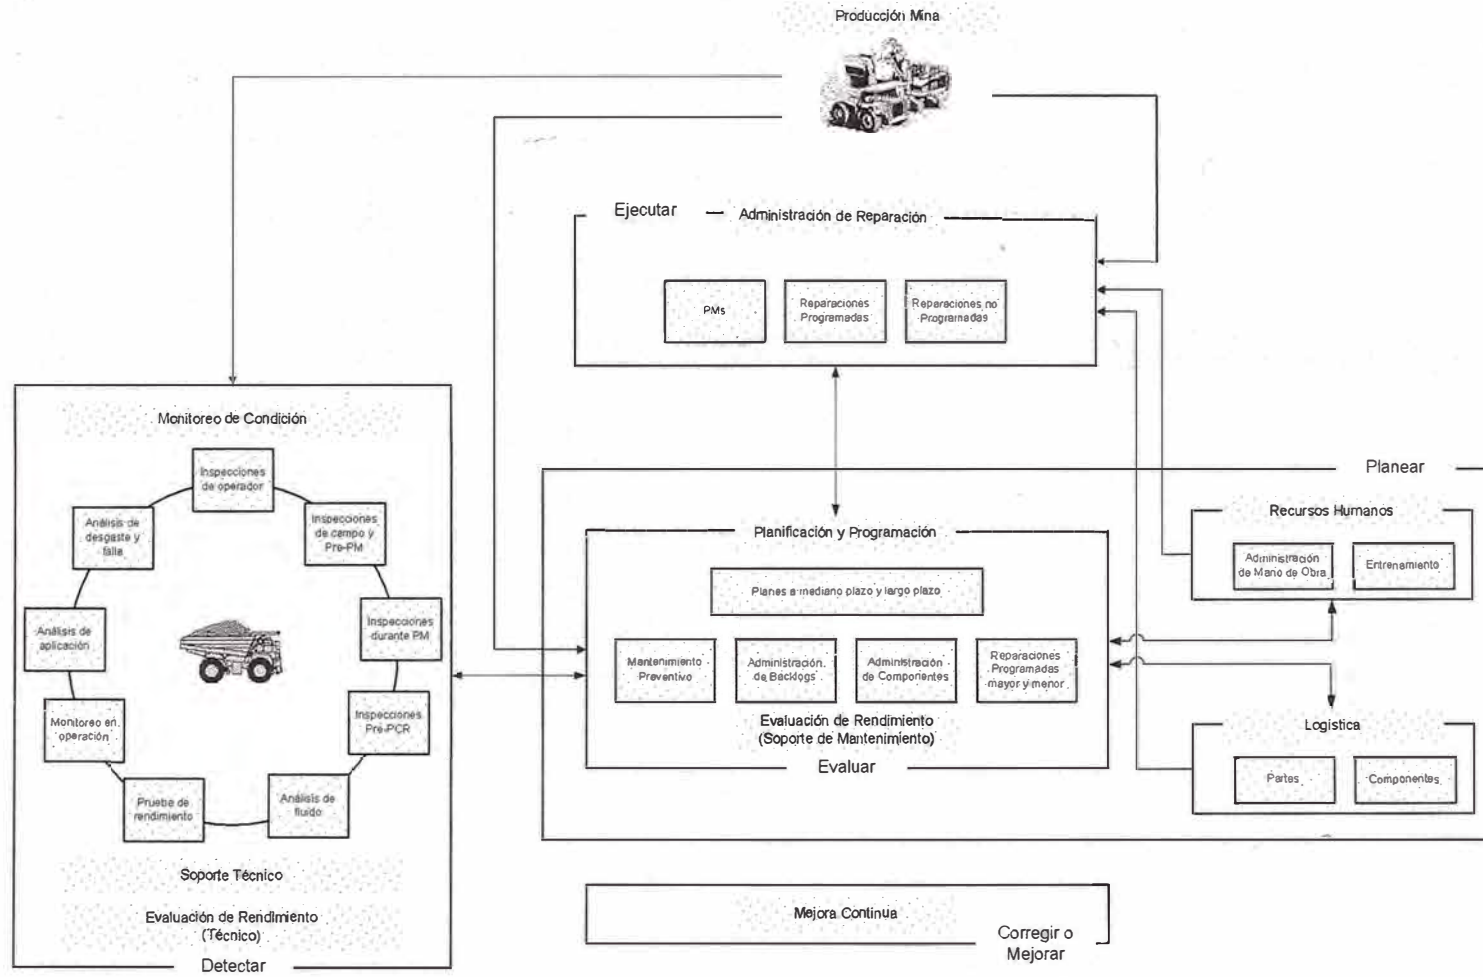 Producción Mina
Ejecutar
Administración de Reparación
PMs
Reparaciones
Programadas
Reparaciones no
Programadas
Monitoreo de Condición
Inspecciones
de operador
Inspecciones
de campo y
Pre-PM
Inspecciones
durante PM
Inspecciones
Pre-PCR
Análisis de
fluido
Prueba de
rendimiento
Monitoreo en
operación
Análisis de
aplicación
Análisis de
desgaste y
falla
Soporte Técnico
Evaluación de Rendimiento
(Técnico)
Detectar
Planear
Planificación y Programación
Planes a mediano plazo y largo plazo
Mantenimiento
Preventivo
Administración
de Backlogs
Administración
de Componentes
Reparaciones
Programadas
mayor y menor
Evaluación de Rendimiento
(Soporte de Mantenimiento)
Evaluar
Recursos Humanos
Administración
de Mano de Obra
Entrenamiento
Logística
Partes
Componentes
Mejora Continua
Corregir o
Mejorar